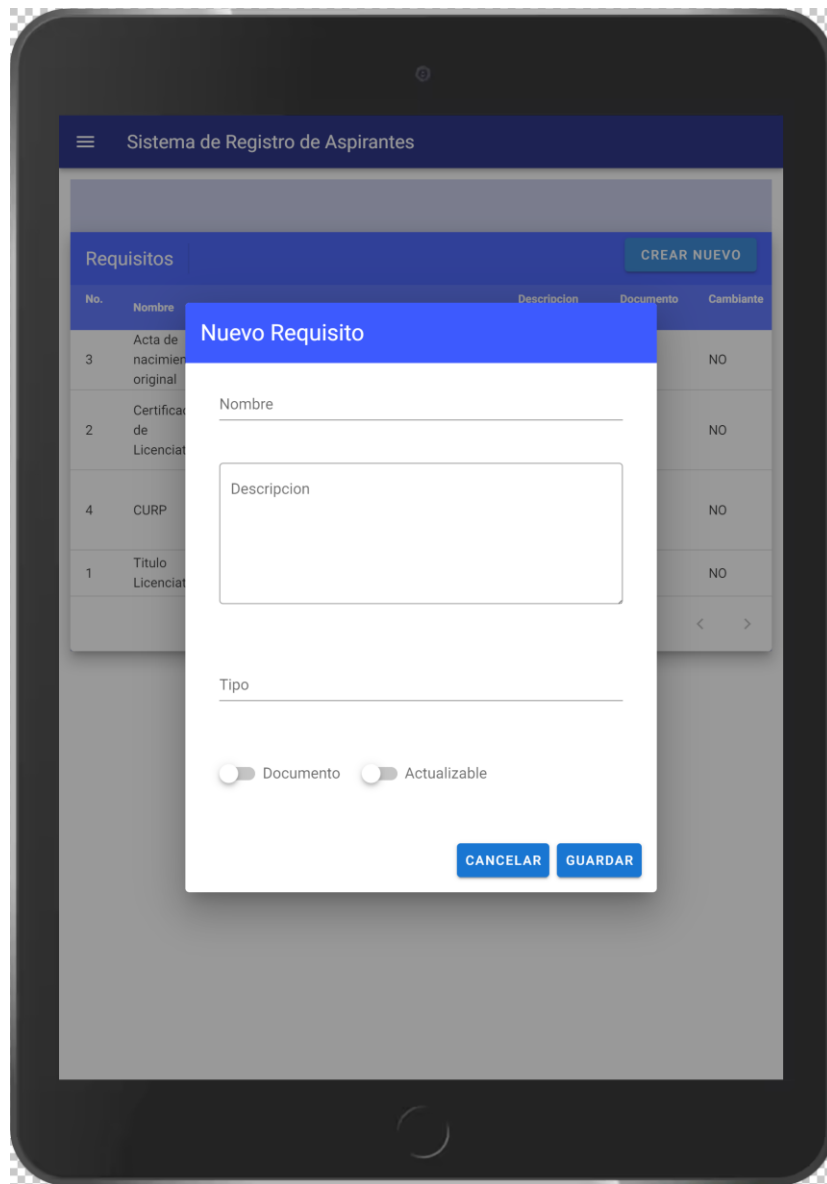 Sistema de Registro de Aspirantes
Requisitos
CREAR NUEVO
No.
Nombre
Descripcion
Documento
Cambiante
3
Acta de
original
NO
2
de
NO
4
CURP
NO
1
Titulo
NO
Nuevo Requisito
Nombre
Descripcion
Tipo
Documento
Actualizable
CANCELAR
GUARDAR